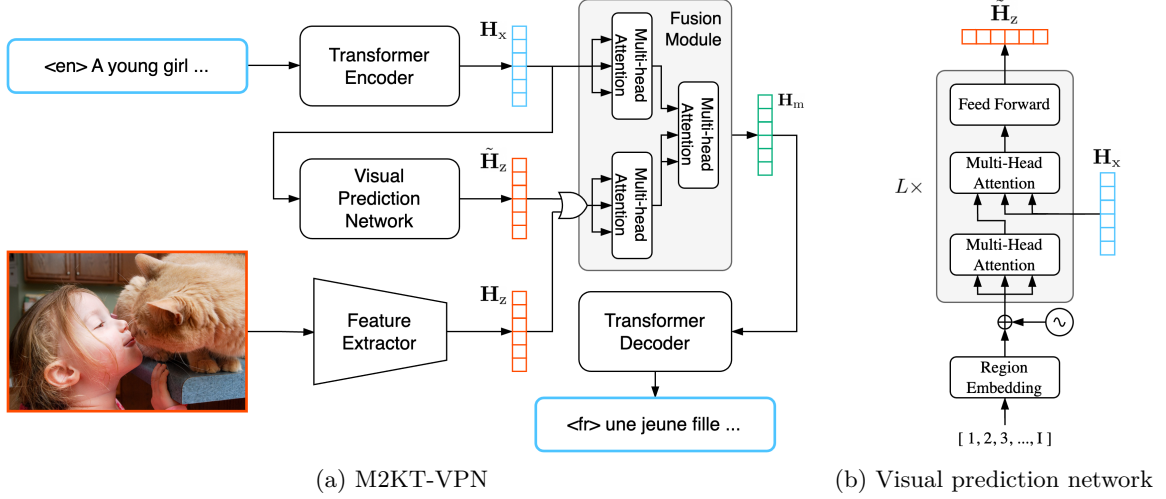 <en> A young girl ...
Transformer
Encoder
H_x
Multi-head
Attention
Fusion
Module
Multi-head
Attention
H_m
Visual
Prediction
Network
H̃_z
Multi-head
Attention
Feature
Extractor
H_z
Transformer
Decoder
<fr> une jeune fille ...
(a) M2KT-VPN
H̃_z
Feed Forward
Multi-Head
Attention
H_x
L×
Multi-Head
Attention
Region
Embedding
[ 1, 2, 3, ..., I ]
(b) Visual prediction network